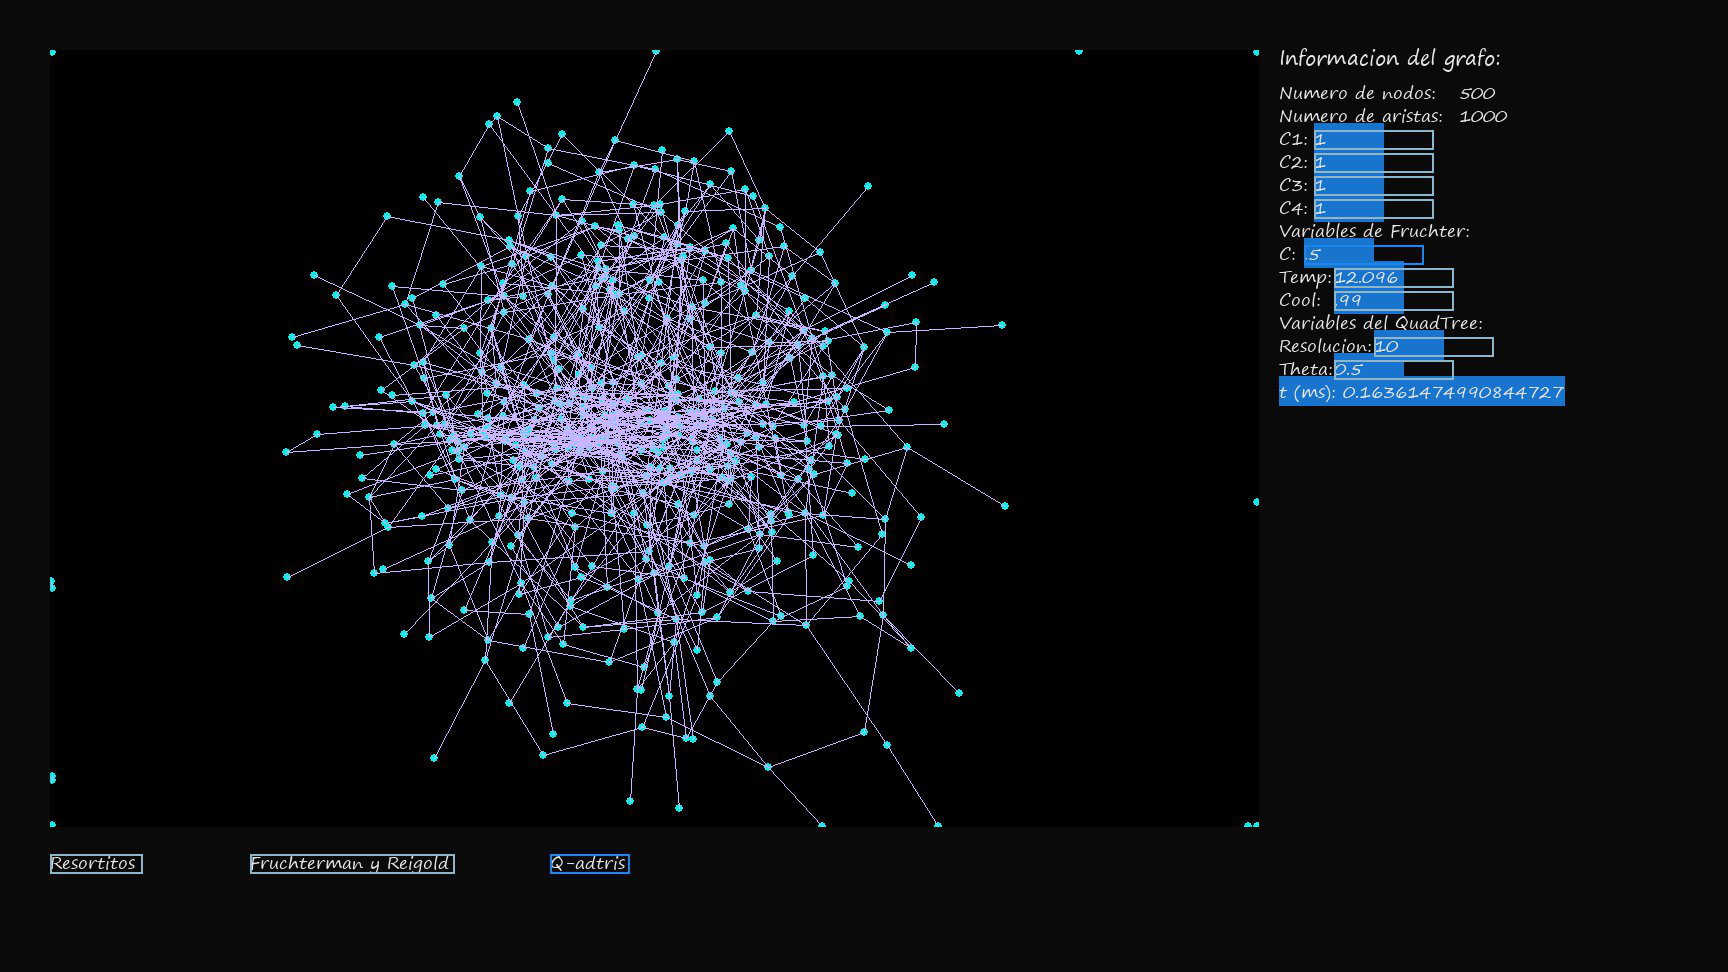 Informacion del grafo:
Numero de nodos: 500
Numero de aristas: 1000
C1: 1
C2: 1
C3: 1
C4: 1
Variables de Fruchter:
C: .5
Temp: 12.096
Cool: .99
Variables del QuadTree:
Resolucion: 10
Theta: 0.5
t (ms): 0.16361474990844727
Resortitos
Fruchterman y Reigold
Q-adtris